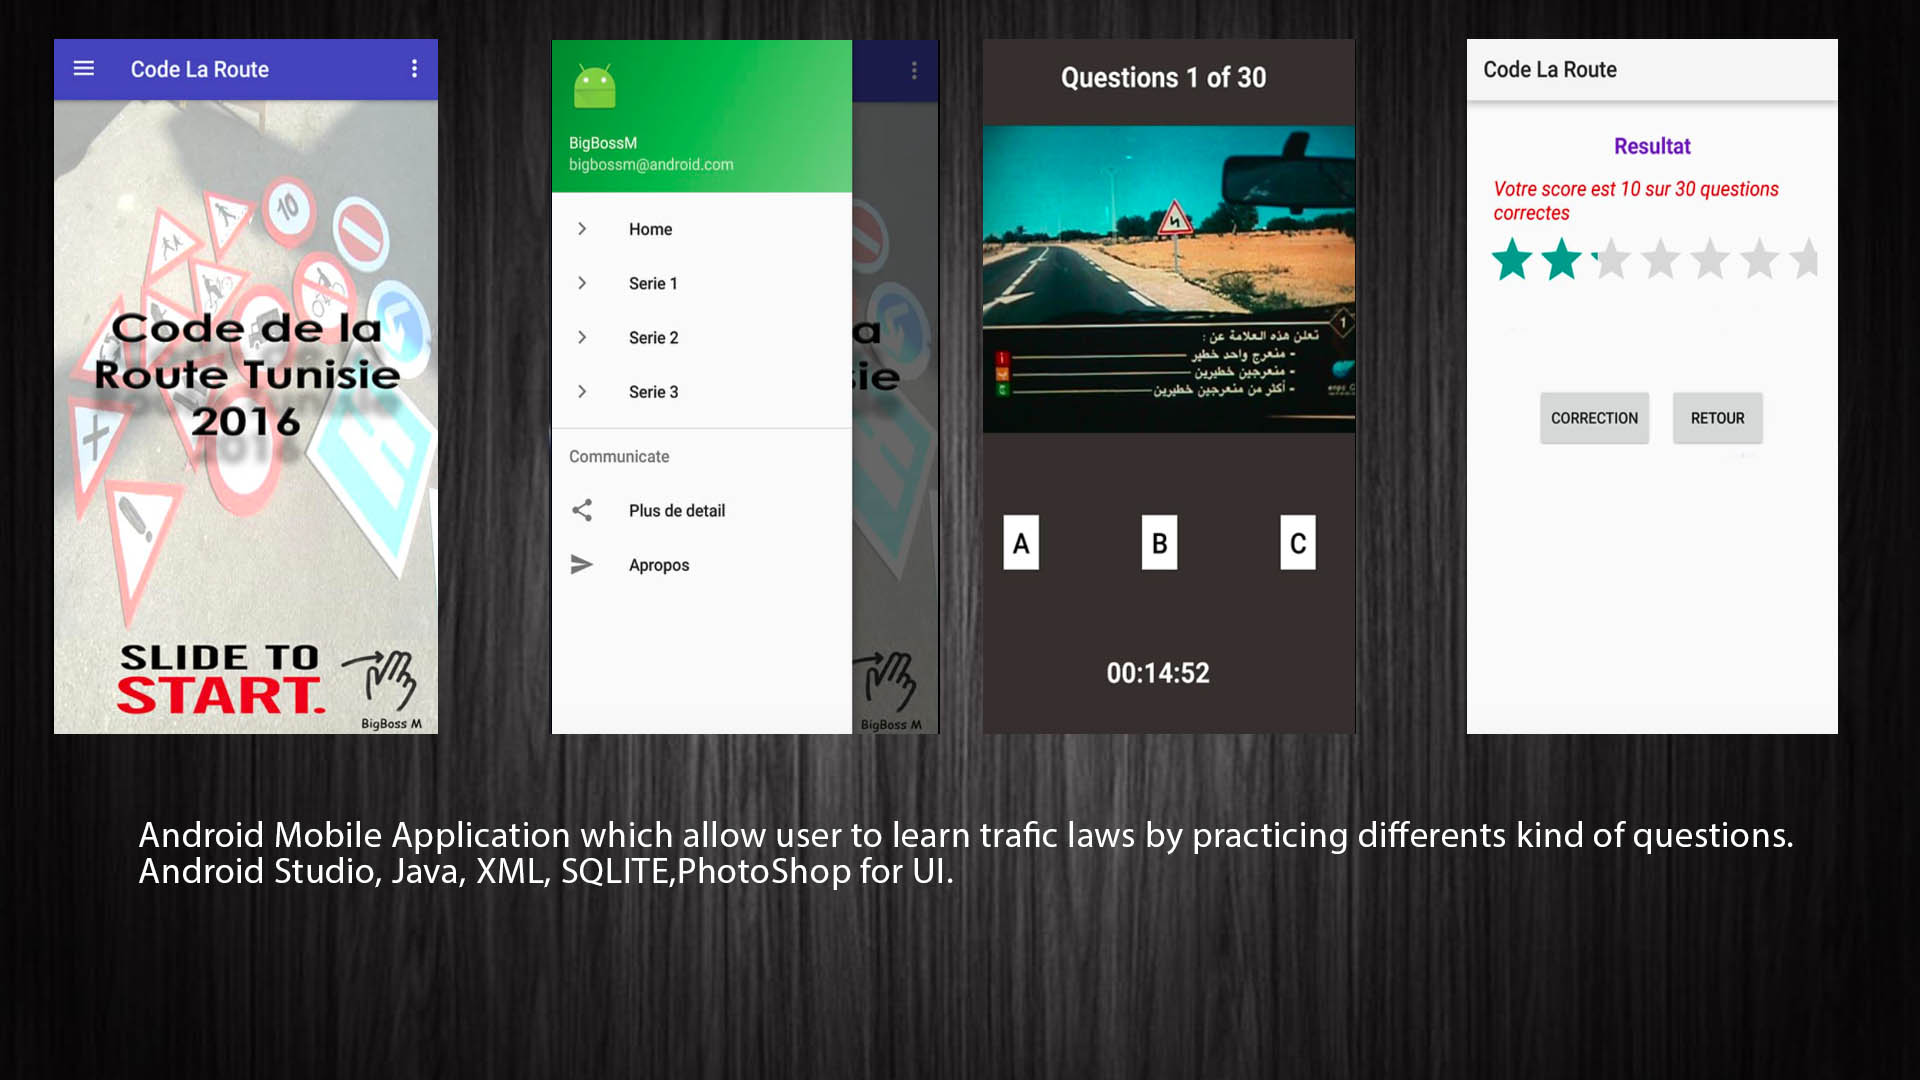 Code La Route
10
Code de la
Route Tunisie
2016
SLIDE TO
START.
BigBoss M
BigBossM
bigbossm@android.com
Home
Serie 1
Serie 2
Serie 3
Communicate
Plus de detail
Apropos
a
sie
BigBoss M
Questions 1 of 30
1
تعلن هذه العلامة عن :
- منعرج واحد خطير أ
- منعرجين خطيرين ب
- أكثر من منعرجين خطيرين ج
A B C
00:14:52
Code La Route
Resultat
Votre score est 10 sur 30 questions
correctes
CORRECTION RETOUR
Android Mobile Application which allow user to learn trafic laws by practicing differents kind of questions.
Android Studio, Java, XML, SQLITE,PhotoShop for UI.